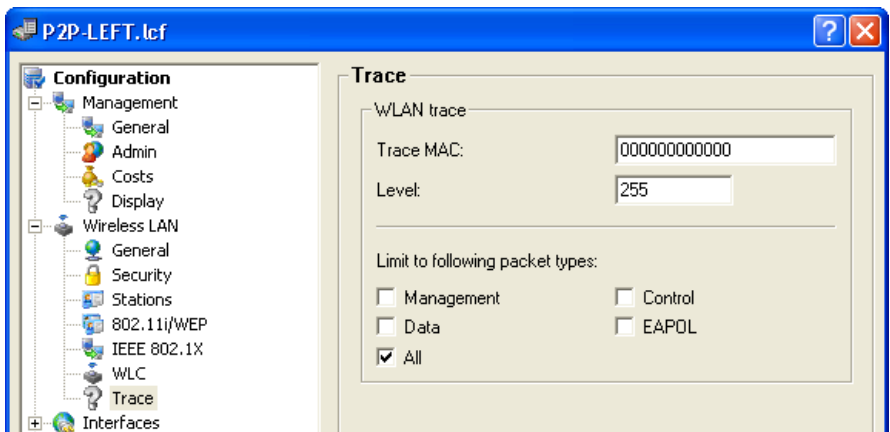 P2P-LEFT.lcf
Configuration
Management
General
Admin
Costs
Display
Wireless LAN
General
Security
Stations
802.11i/WEP
IEEE 802.1X
WLC
Trace
Interfaces
Trace
WLAN trace
Trace MAC: 000000000000
Level: 255
Limit to following packet types:
Management Control
Data EAPOL
All